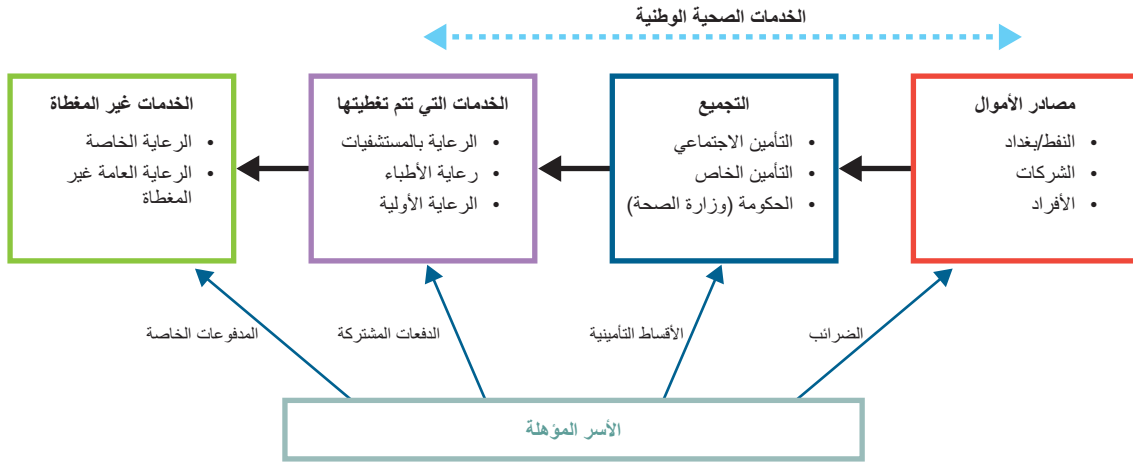 الخدمات الصحية الوطنية
مصادر الأموال
• النفط/بغداد
• الشركات
• الأفراد
التجميع
• التأمين الاجتماعي
• التأمين الخاص
• الحكومة (وزارة الصحة)
الخدمات التي تتم تغطيتها
• الرعاية بالمستشفيات
• رعاية الأطباء
• الرعاية الأولية
الخدمات غير المغطاة
• الرعاية الخاصة
• الرعاية العامة غير
المغطاة
الضرائب
الأقساط التأمينية
الدفعات المشتركة
المدفوعات الخاصة
الأسر المؤهلة